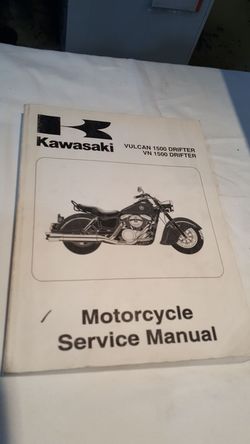 Kawasaki
VULCAN 1500 DRIFTER
VN 1500 DRIFTER
Motorcycle
Service Manual